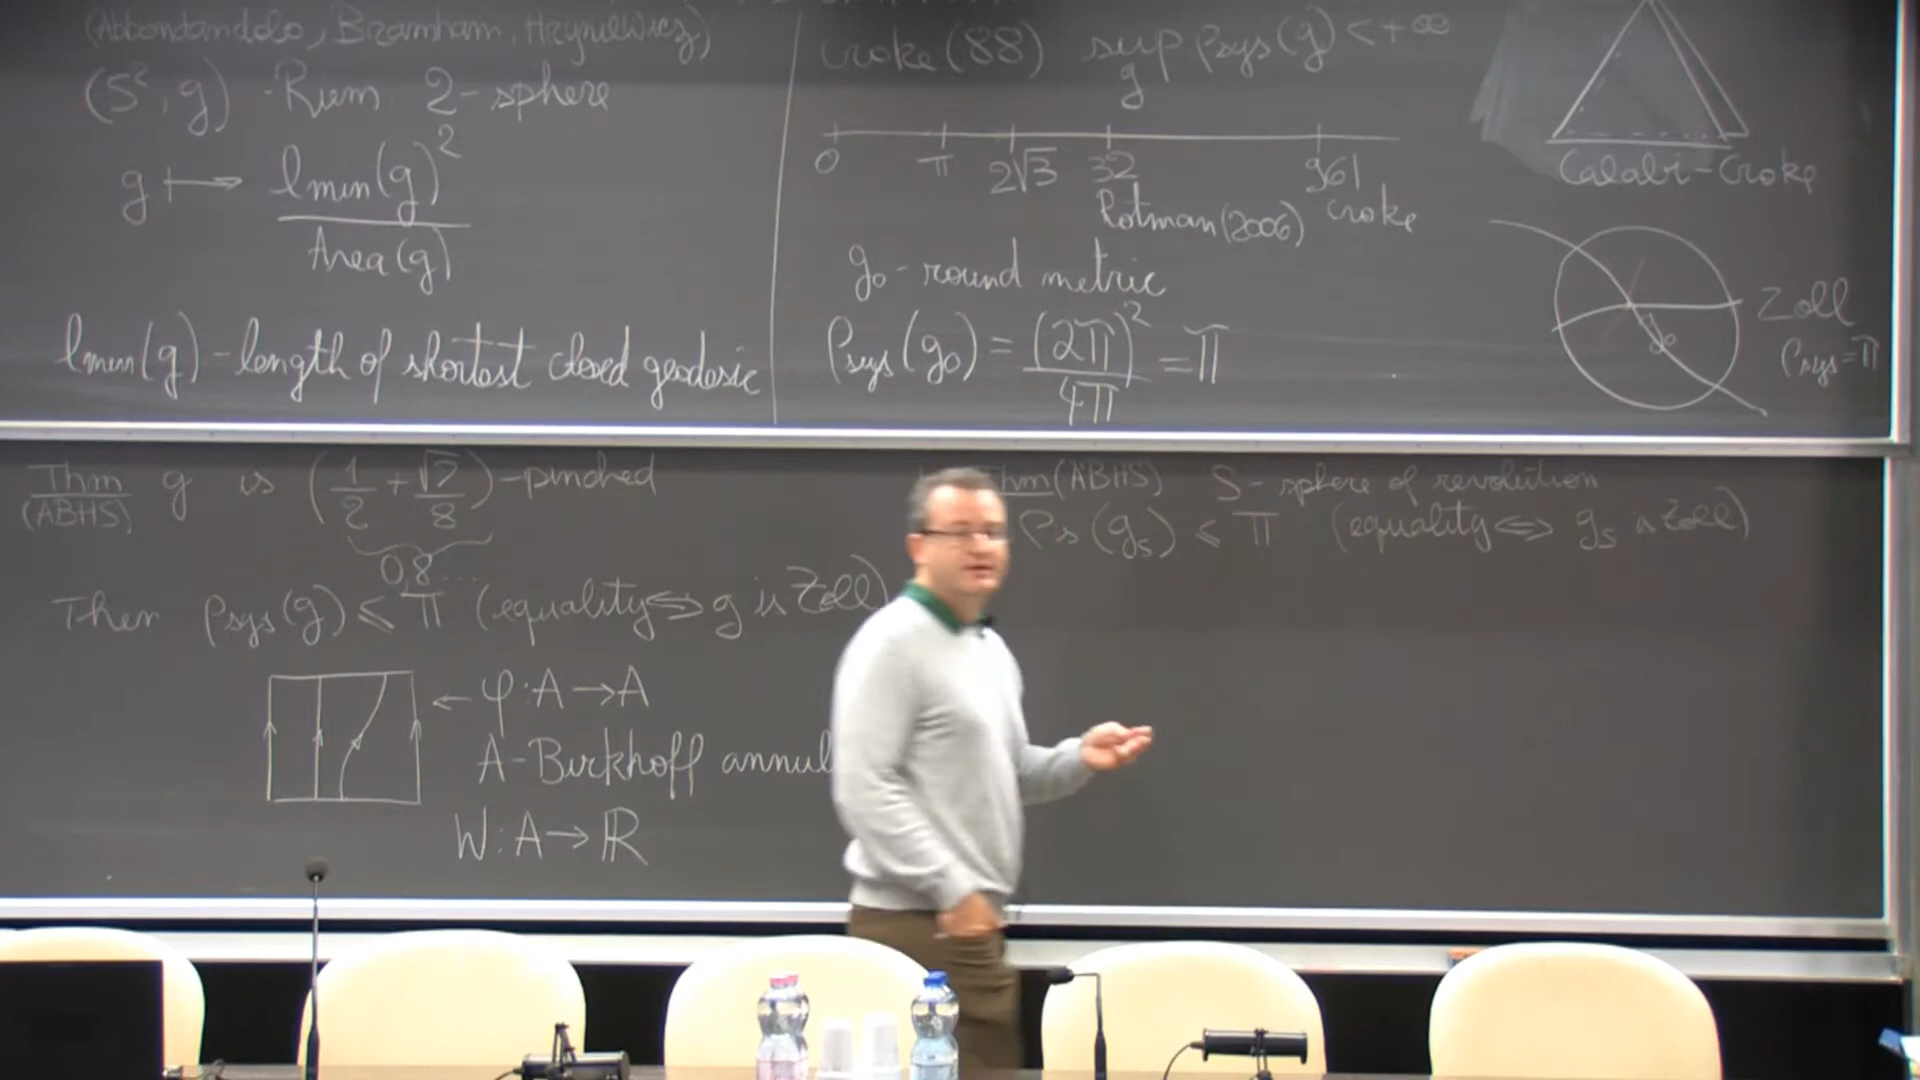 (Abbondandolo, Bramham, Hryniewicz)
(S², g) - Riem 2-sphere
g ↦ lmin(g)² / Area(g)
lmin(g) - length of shortest closed geodesic
Croke (88) sup_g ρsys(g) < +∞
0 π 2√3 32 961
Rotman (2006) Croke
g₀ - round metric
ρsys(g₀) = (2π)² / 4π = π
Calabi-Croke
Zoll
ρsys = π
Thm (ABHS) g is (1/2 + √7/8)-pinched
0,8....
Then ρsys(g) ≤ π (equality ⇔ g is Zoll)
← φ: A → A
A - Birkhoff annul
W: A → ℝ
Thm (ABHS) S - sphere of revolution
ρs(gs) ≤ π (equality ⇔ gs is Zoll)